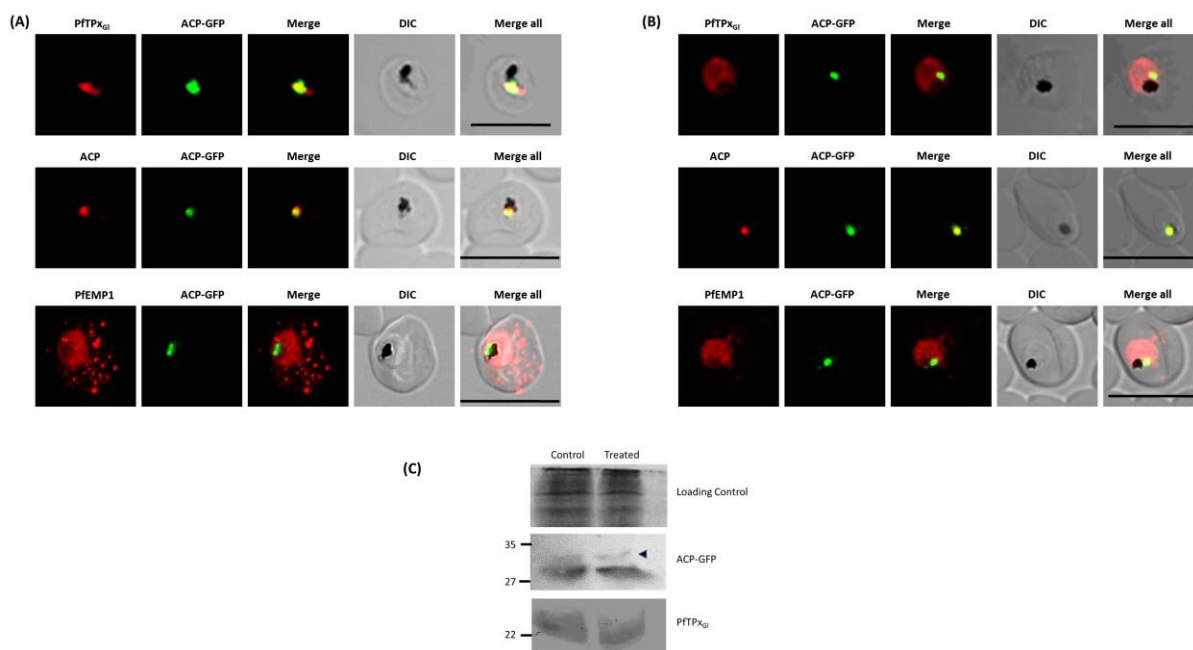 (A)
PfTPxGI ACP-GFP Merge DIC Merge all
ACP ACP-GFP Merge DIC Merge all
PfEMP1 ACP-GFP Merge DIC Merge all
(B)
PfTPxGI ACP-GFP Merge DIC Merge all
ACP ACP-GFP Merge DIC Merge all
PfEMP1 ACP-GFP Merge DIC Merge all
(C)
Control Treated
Loading Control
35
ACP-GFP
27
PfTPxGI
22